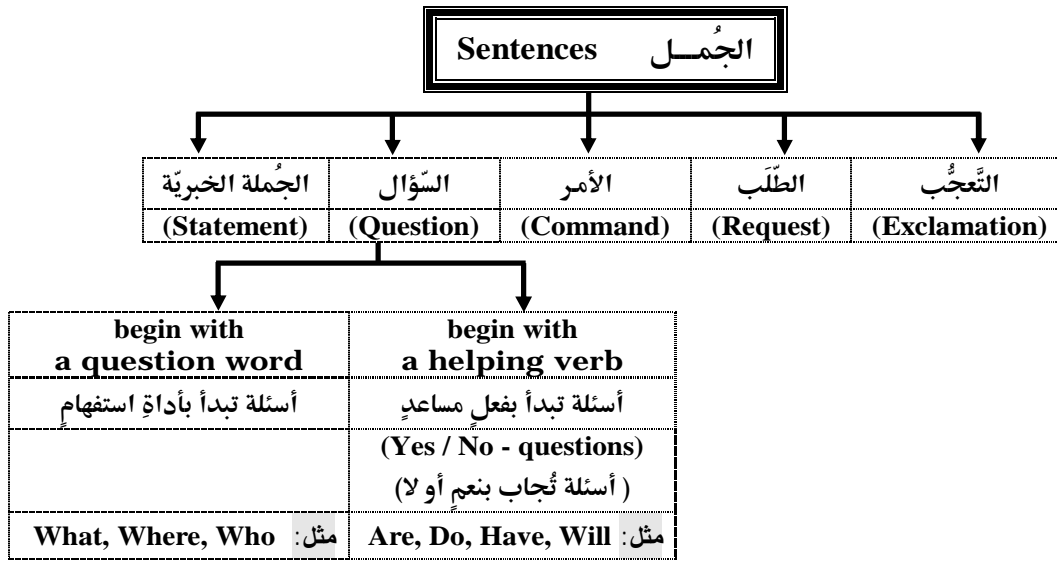 Sentences الجُمــل
الجُملة الخبريّة السّؤال الأمر الطّلَب التَّعجُّب
(Statement) (Question) (Command) (Request) (Exclamation)
begin with begin with
a question word a helping verb
أسئلة تبدأ بأداةِ استفهامٍ أسئلة تبدأ بفعلٍ مساعدٍ
(Yes / No - questions)
( أسئلة تُجاب بنعمٍ أو لا)
What, Where, Who :مثل Are, Do, Have, Will :مثل